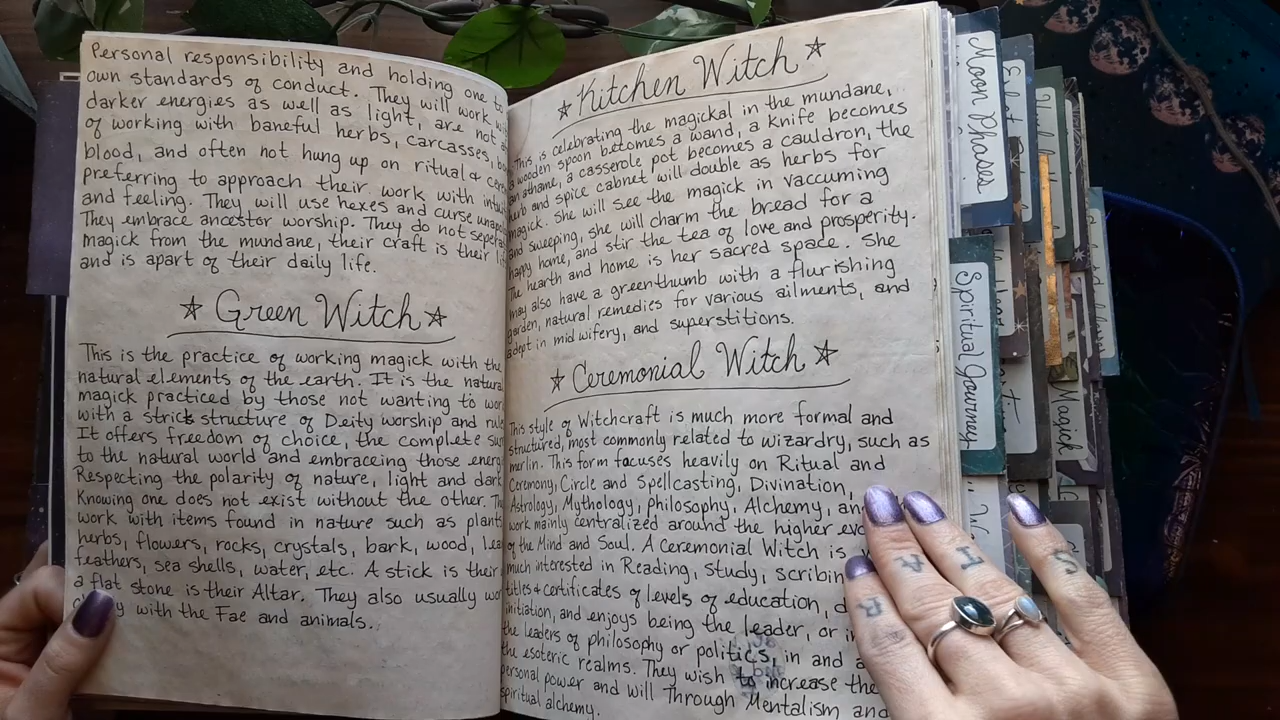 Personal responsibility and holding one to
own standards of conduct. They will work
darker energies as well as light, are not
of working with baneful herbs, carcasses,
blood, and often not hung up on ritual &
preferring to approach their work with
and feeling. They will use hexes and curse
They embrace ancestor worship. They do not
magick from the mundane, their craft is their
and is apart of their daily life.
☆ Green Witch ☆
This is the practice of working magick with the
natural elements of the earth. It is the natural
magick practiced by those not wanting to
with a strick structure of Deity worship and
It offers freedom of choice, the complete
to the natural world and embraceing those
Respecting the polarity of nature, light and dark
Knowing one does not exist without the other.
work with items found in nature such as plants
herbs, flowers, rocks, crystals, bark, wood,
feathers, sea shells, water, etc. A stick is their
a flat stone is their Altar. They also usually
with the Fae and animals.
☆ Kitchen Witch ☆
This is celebrating the magickal in the mundane,
a wooden spoon becomes a wand, a knife becomes
an athame, a casserole pot becomes a cauldron, the
herb and spice cabnet will double as herbs for
magick. She will see the magick in vaccuming
and sweeping, she will charm the bread for a
happy home, and stir the tea of love and prosperity.
The hearth and home is her sacred space. She
may also have a greenthumb with a flurishing
garden, natural remedies for various ailments, and
adept in midwifery, and superstitions.
☆ Ceremonial Witch ☆
This style of Witchcraft is much more formal and
structured, most commonly related to wizardry, such as
merlin. This form focuses heavily on Ritual and
Ceremony, Circle and Spellcasting, Divination,
Astrology, Mythology, philosophy, Alchemy, and
work mainly centralized around the higher
of the Mind and Soul. A Ceremonial Witch is
much interested in Reading, study,
titles & certificates of levels of education,
initiation, and enjoys being the leader, or
the leaders of philosophy or politics, in and
the esoteric realms. They wish to increase the
personal power and will Through Mentalism and
spiritual alchemy.
Moon Phases
Spiritual Journey
Magick